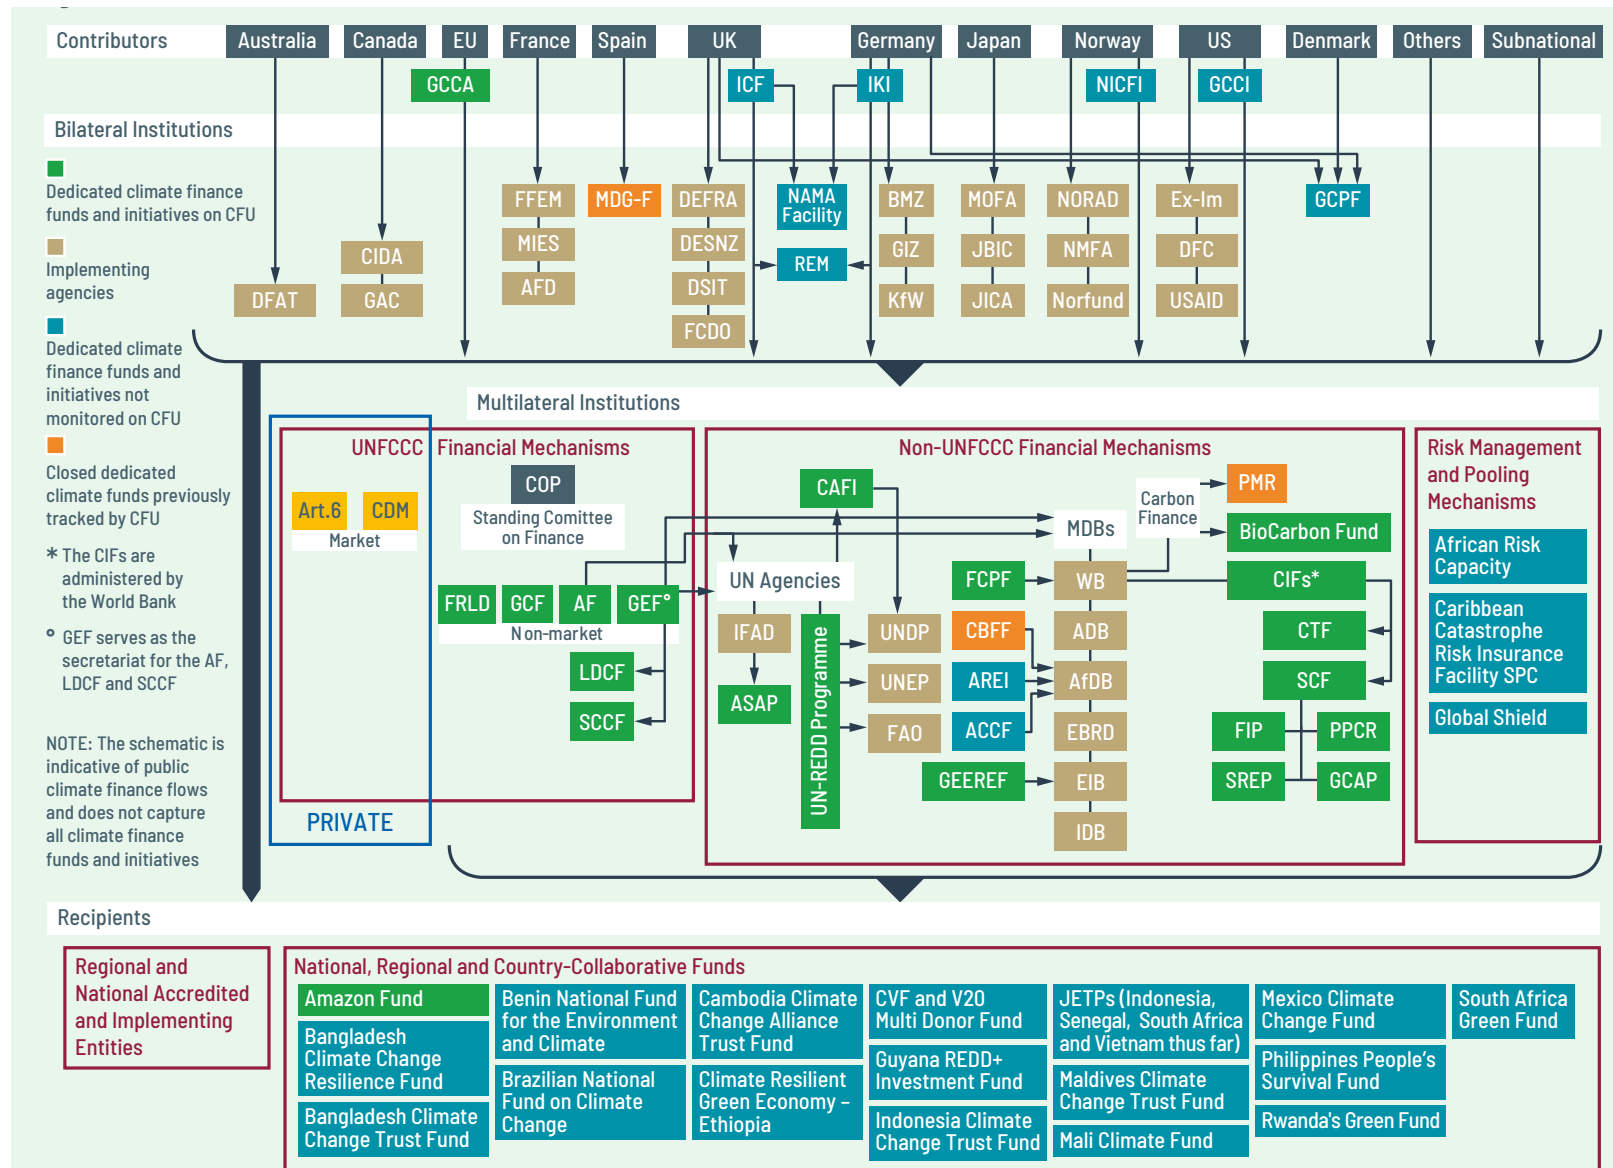 Contributors
Australia
Canada
EU
France
Spain
UK
Germany
Japan
Norway
US
Denmark
Others
Subnational
GCCA
ICF
IKI
NICFI
GCCI
Bilateral Institutions
Dedicated climate finance
funds and initiatives on CFU
Implementing
agencies
Dedicated climate
finance funds and
initiatives not
monitored on CFU
Closed dedicated
climate funds previously
tracked by CFU
* The CIFs are
administered by
the World Bank
° GEF serves as the
secretariat for the AF,
LDCF and SCCF
NOTE: The schematic is
indicative of public
climate finance flows
and does not capture
all climate finance
funds and initiatives
DFAT
CIDA
GAC
FFEM
MIES
AFD
MDG-F
DEFRA
DESNZ
DSIT
FCDO
NAMA
Facility
REM
BMZ
GIZ
KfW
MOFA
JBIC
JICA
NORAD
NMFA
Norfund
Ex-Im
DFC
USAID
GCPF
Multilateral Institutions
UNFCCC Financial Mechanisms
Art.6
CDM
Market
COP
Standing Comittee
on Finance
FRLD
GCF
AF
GEF°
Non-market
LDCF
SCCF
PRIVATE
Non-UNFCCC Financial Mechanisms
CAFI
UN Agencies
IFAD
ASAP
UN-REDD Programme
UNDP
UNEP
FAO
FCPF
CBFF
AREI
ACCF
GEEREF
MDBs
WB
ADB
AfDB
EBRD
EIB
IDB
Carbon
Finance
PMR
BioCarbon Fund
CIFs*
CTF
SCF
FIP
PPCR
SREP
GCAP
Risk Management
and Pooling
Mechanisms
African Risk
Capacity
Caribbean
Catastrophe
Risk Insurance
Facility SPC
Global Shield
Recipients
Regional and
National Accredited
and Implementing
Entities
National, Regional and Country-Collaborative Funds
Amazon Fund
Bangladesh
Climate Change
Resilience Fund
Bangladesh Climate
Change Trust Fund
Benin National Fund
for the Environment
and Climate
Brazilian National
Fund on Climate
Change
Cambodia Climate
Change Alliance
Trust Fund
Climate Resilient
Green Economy –
Ethiopia
CVF and V20
Multi Donor Fund
Guyana REDD+
Investment Fund
Indonesia Climate
Change Trust Fund
JETPs (Indonesia,
Senegal, South Africa
and Vietnam thus far)
Maldives Climate
Change Trust Fund
Mali Climate Fund
Mexico Climate
Change Fund
Philippines People's
Survival Fund
Rwanda's Green Fund
South Africa
Green Fund